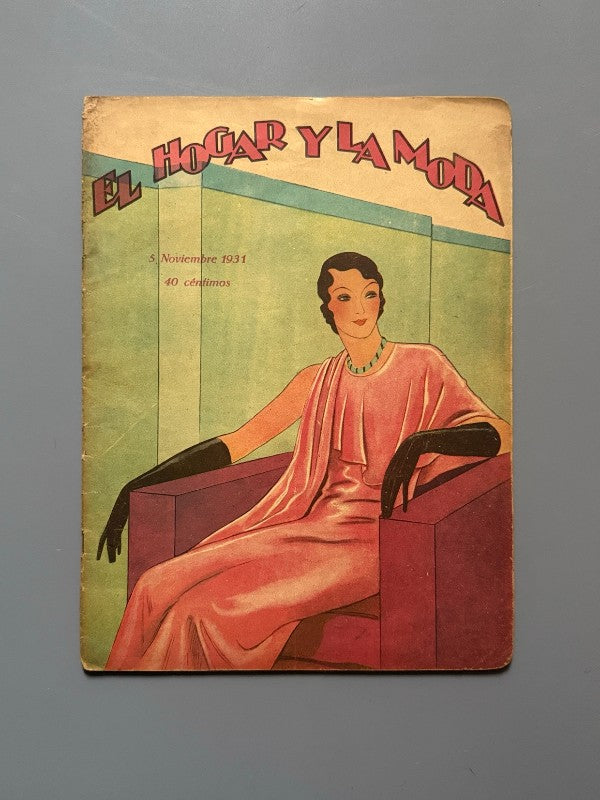 EL HOGAR Y LA MODA
5 Noviembre 1931
40 céntimos